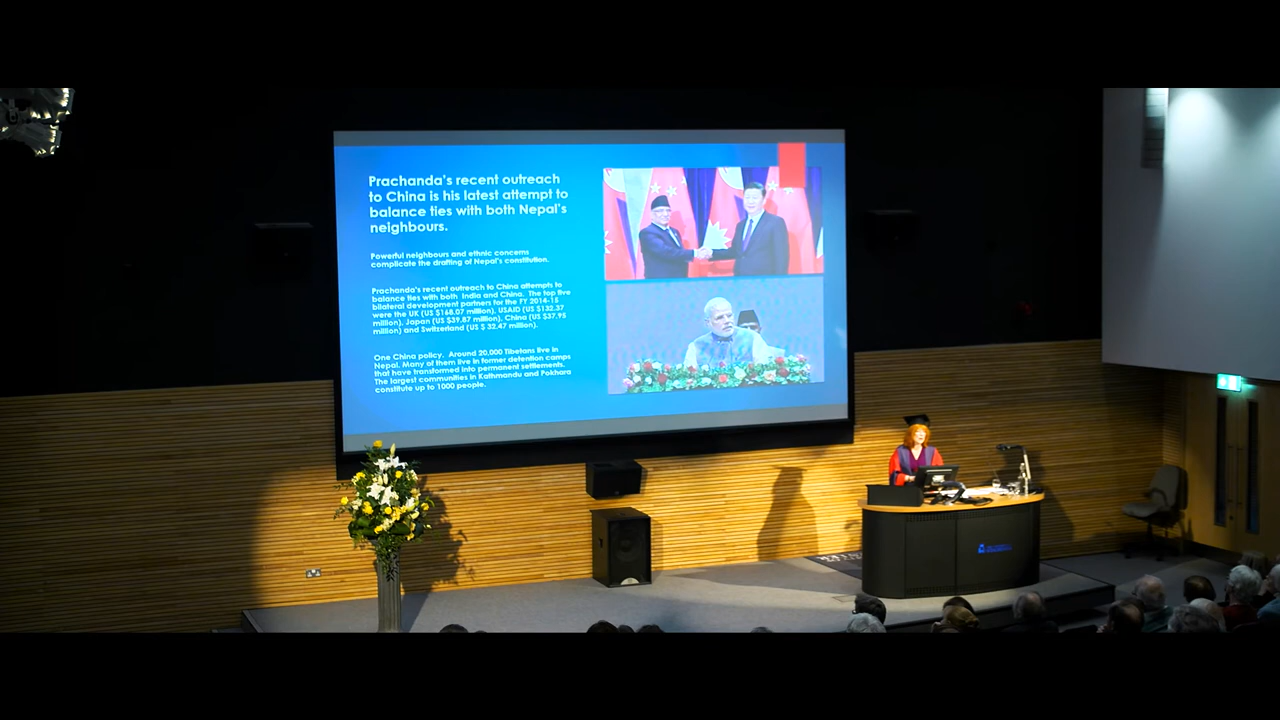 Prachanda's recent outreach
to China is his latest attempt to
balance ties with both Nepal's
neighbours.
Powerful neighbours and ethnic concerns
complicate the drafting of Nepal's constitution.
Prachanda's recent outreach to China attempts to
balance ties with both India and China. The top five
bilateral development partners for the FY 2014-15
were the UK (US $168.07 million), USAID (US $132.37
million), Japan (US $39.87 million), China (US $37.95
million) and Switzerland (US $ 32.47 million).
One China policy. Around 20,000 Tibetans live in
Nepal. Many of them live in former detention camps
that have transformed into permanent settlements.
The largest communities in Kathmandu and Pokhara
constitute up to 1000 people.